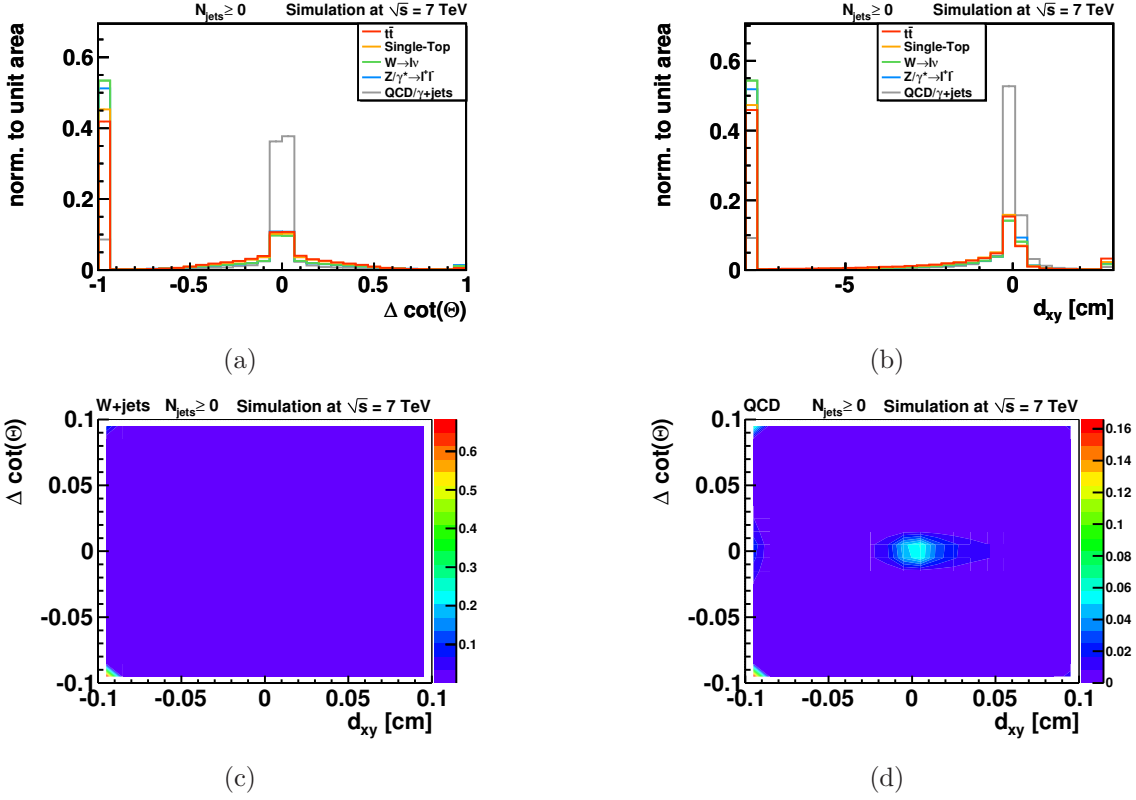 N_jets ≥ 0 Simulation at √s = 7 TeV
norm. to unit area
0.6
0.4
0.2
0
tt̄
Single-Top
W→lν
Z/γ*→l⁺l⁻
QCD/γ+jets
-1 -0.5 0 0.5 1
Δ cot(Θ)
(a)
N_jets ≥ 0 Simulation at √s = 7 TeV
norm. to unit area
0.6
0.4
0.2
0
tt̄
Single-Top
W→lν
Z/γ*→l⁺l⁻
QCD/γ+jets
-5 0
d_xy [cm]
(b)
W+jets N_jets ≥ 0 Simulation at √s = 7 TeV
Δ cot(Θ)
0.1
0.05
0
-0.05
-0.1
-0.1 -0.05 0 0.05 0.1
d_xy [cm]
0.6
0.5
0.4
0.3
0.2
0.1
(c)
QCD N_jets ≥ 0 Simulation at √s = 7 TeV
Δ cot(Θ)
0.1
0.05
0
-0.05
-0.1
-0.1 -0.05 0 0.05 0.1
d_xy [cm]
0.16
0.14
0.12
0.1
0.08
0.06
0.04
0.02
0
(d)